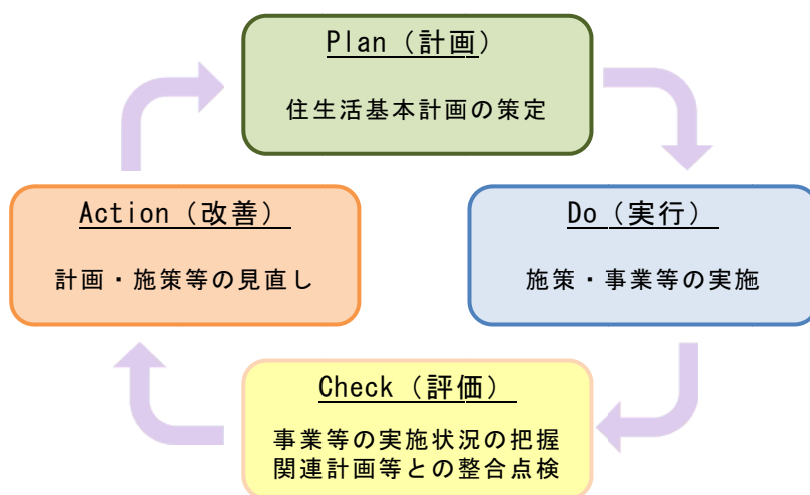 Plan（計画）
住生活基本計画の策定
Do（実行）
施策・事業等の実施
Check（評価）
事業等の実施状況の把握
関連計画等との整合点検
Action（改善）
計画・施策等の見直し